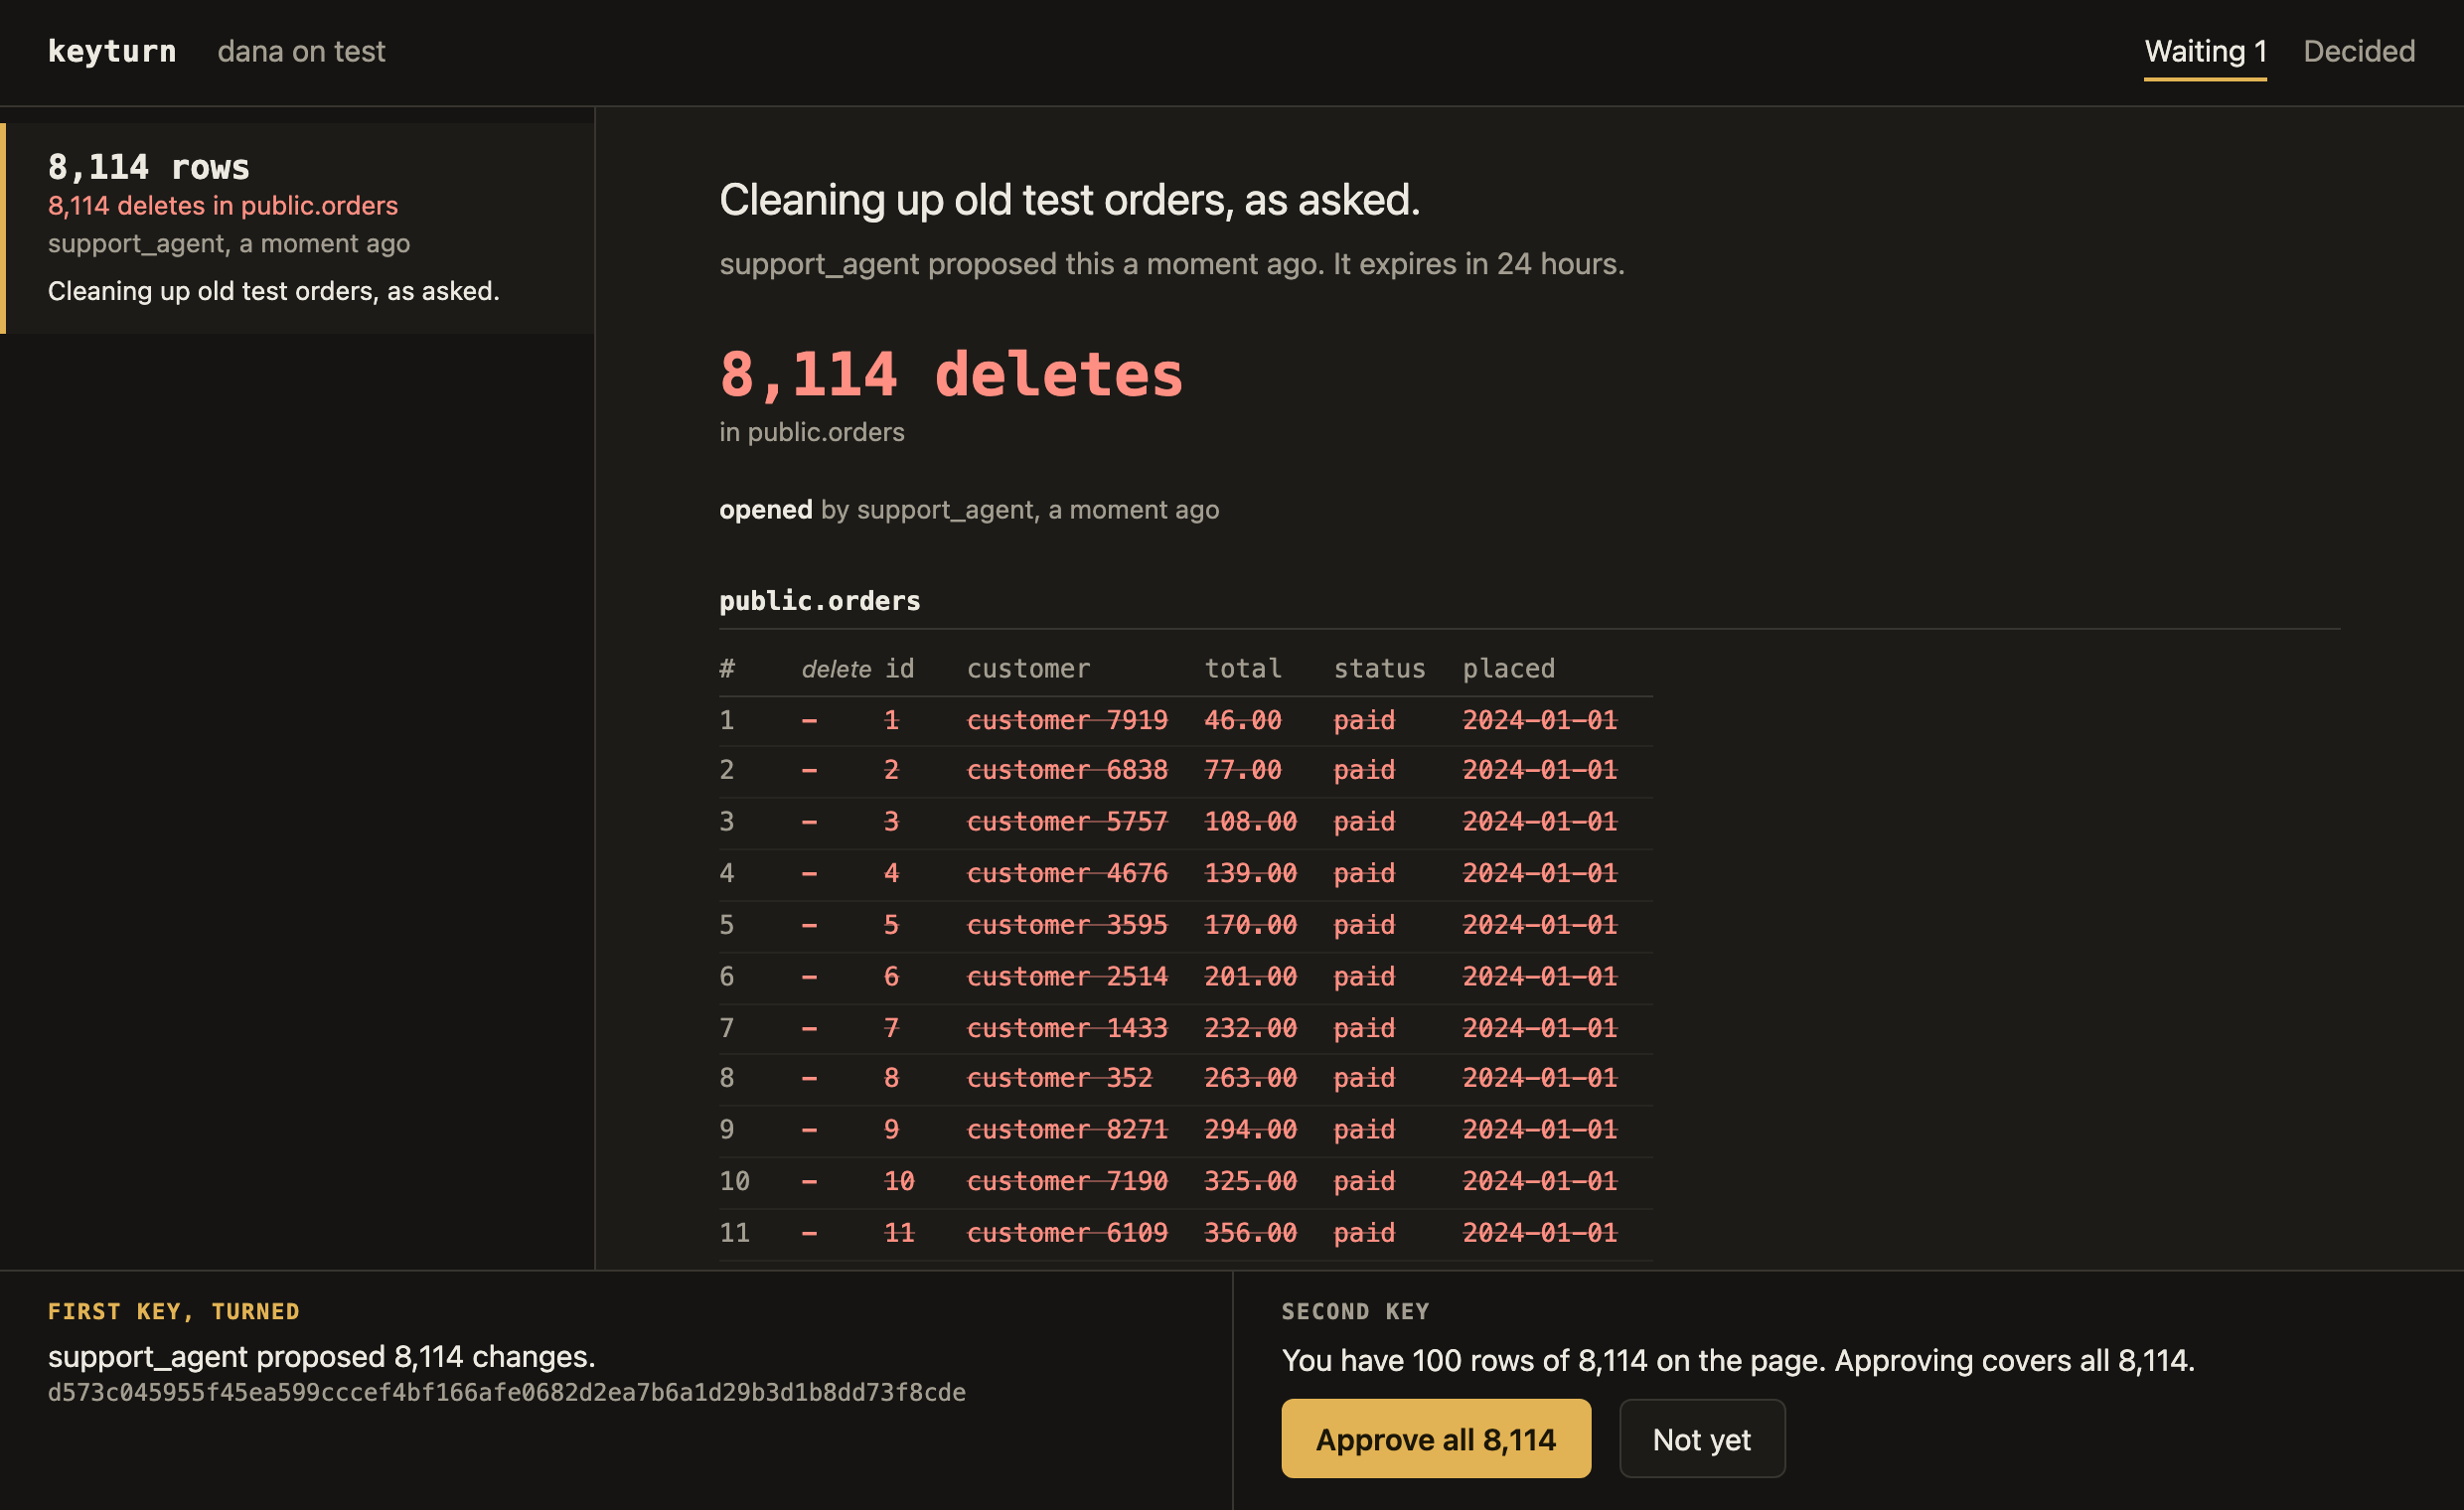 keyturn dana on test Waiting 1 Decided
8,114 rows
8,114 deletes in public.orders
support_agent, a moment ago
Cleaning up old test orders, as asked.
Cleaning up old test orders, as asked.
support_agent proposed this a moment ago. It expires in 24 hours.
8,114 deletes
in public.orders
opened by support_agent, a moment ago
public.orders
# delete id customer total status placed
1 – 1 customer 7919 46.00 paid 2024-01-01
2 – 2 customer 6838 77.00 paid 2024-01-01
3 – 3 customer 5757 108.00 paid 2024-01-01
4 – 4 customer 4676 139.00 paid 2024-01-01
5 – 5 customer 3595 170.00 paid 2024-01-01
6 – 6 customer 2514 201.00 paid 2024-01-01
7 – 7 customer 1433 232.00 paid 2024-01-01
8 – 8 customer 352 263.00 paid 2024-01-01
9 – 9 customer 8271 294.00 paid 2024-01-01
10 – 10 customer 7190 325.00 paid 2024-01-01
11 – 11 customer 6109 356.00 paid 2024-01-01
FIRST KEY, TURNED
support_agent proposed 8,114 changes.
d573c045955f45ea599cccef4bf166afe0682d2ea7b6a1d29b3d1b8dd73f8cde
SECOND KEY
You have 100 rows of 8,114 on the page. Approving covers all 8,114.
Approve all 8,114 Not yet